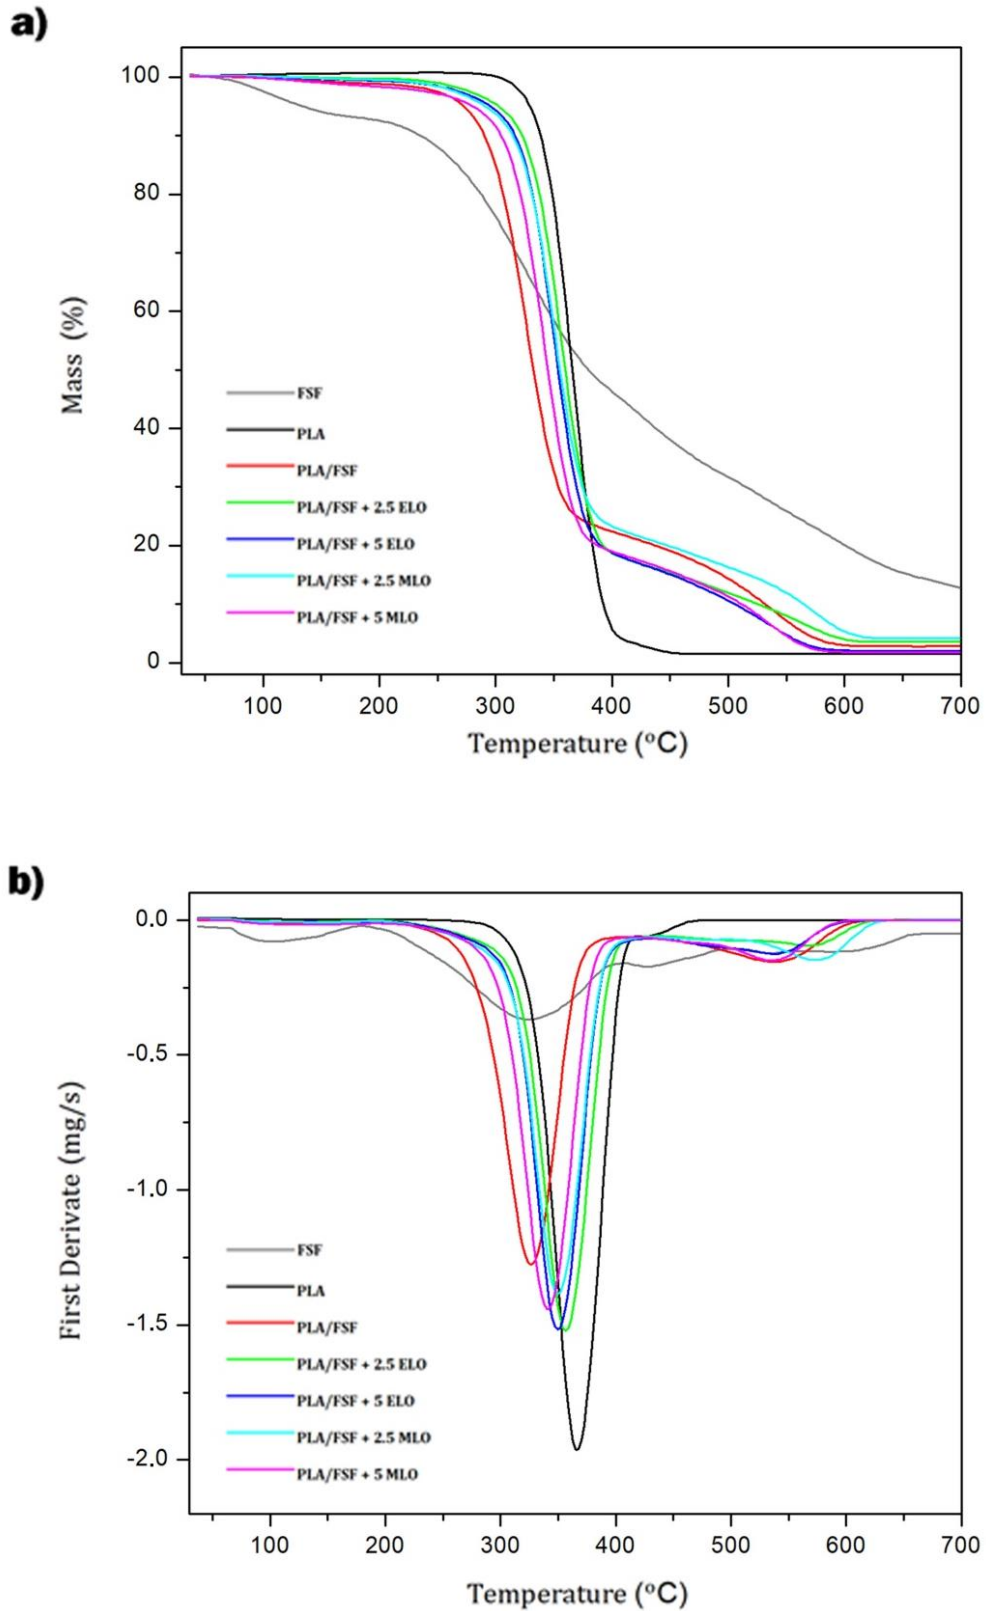 a)
100
80
60
40
20
0
Mass (%)
FSF
PLA
PLA/FSF
PLA/FSF + 2.5 ELO
PLA/FSF + 5 ELO
PLA/FSF + 2.5 MLO
PLA/FSF + 5 MLO
100 200 300 400 500 600 700
Temperature (ºC)
b)
0.0
-0.5
-1.0
-1.5
-2.0
First Derivate (mg/s)
FSF
PLA
PLA/FSF
PLA/FSF + 2.5 ELO
PLA/FSF + 5 ELO
PLA/FSF + 2.5 MLO
PLA/FSF + 5 MLO
100 200 300 400 500 600 700
Temperature (ºC)